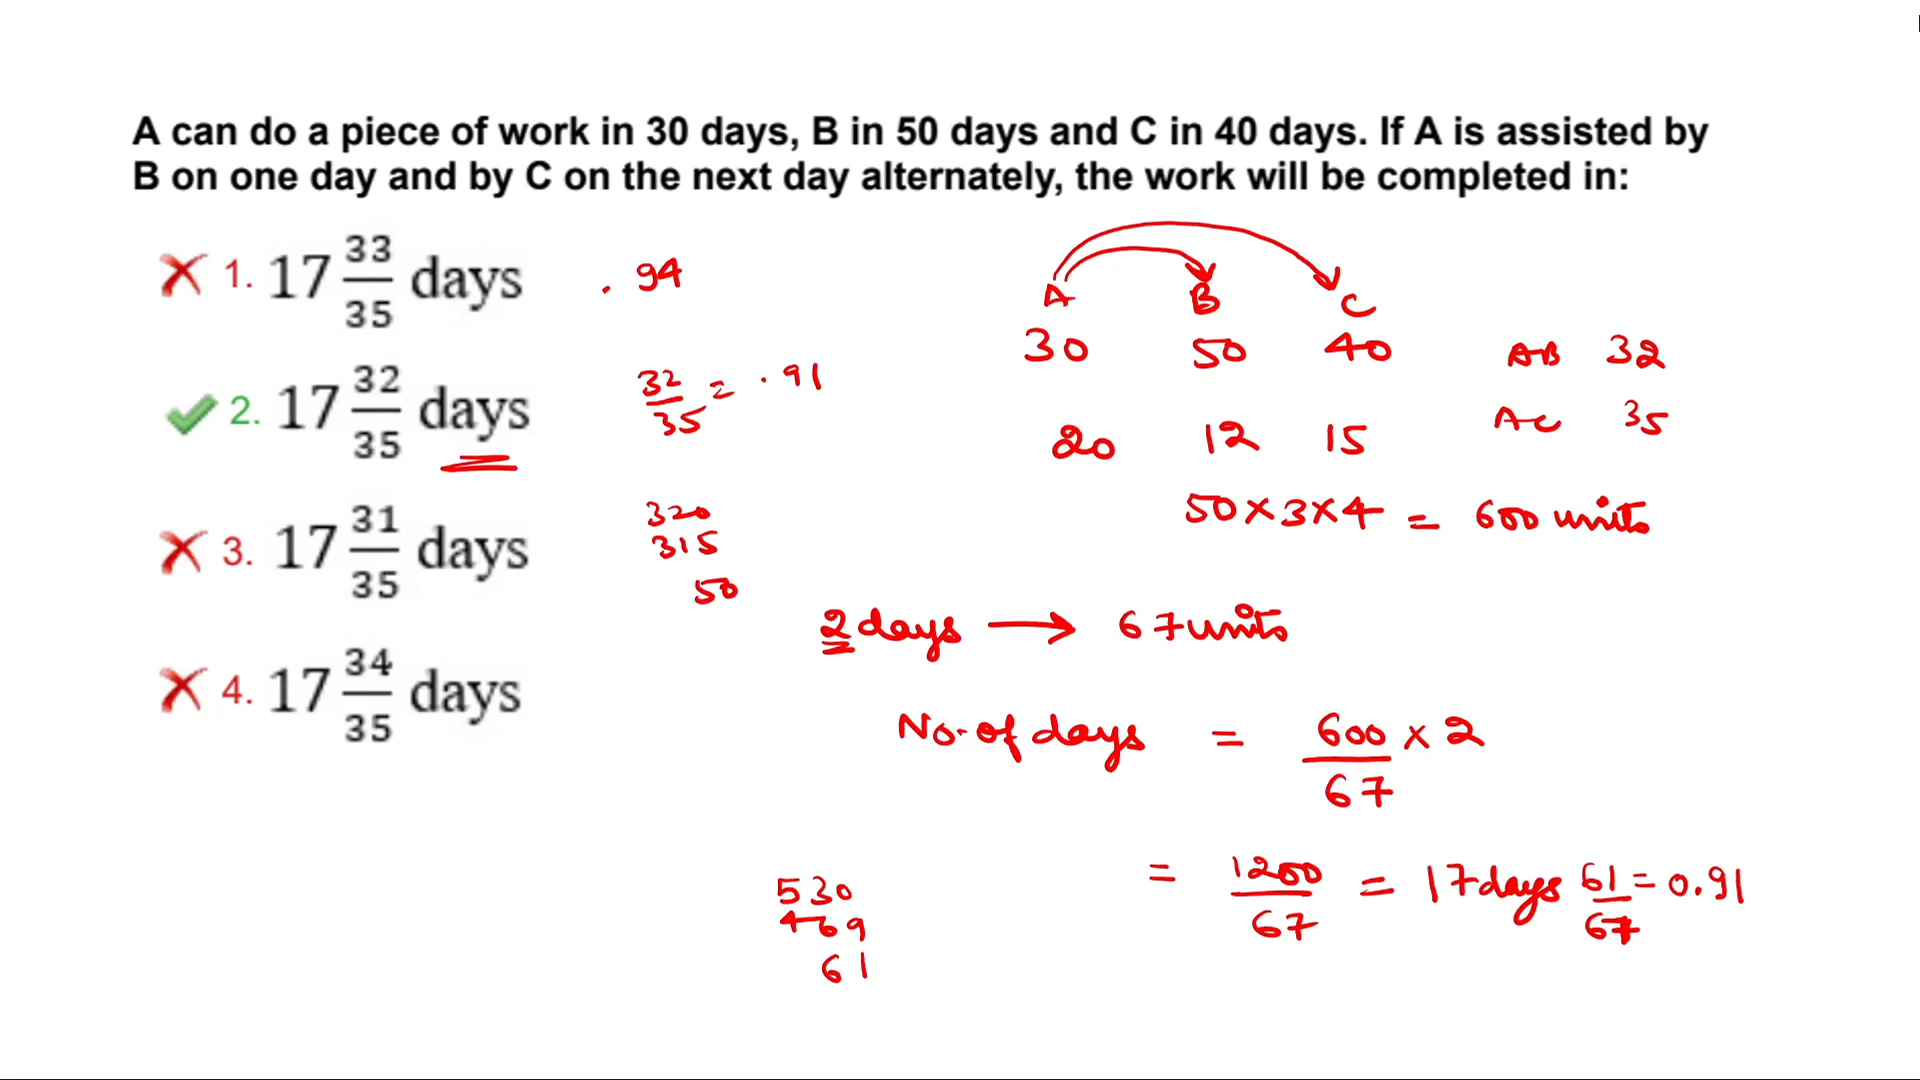 A can do a piece of work in 30 days, B in 50 days and C in 40 days. If A is assisted by
B on one day and by C on the next day alternately, the work will be completed in:
1. 17 33/35 days . 94
2. 17 32/35 days 32/35 = .91
3. 17 31/35 days
4. 17 34/35 days
320
315
50
A B C
30 50 40
20 12 15
AB 32
AC 35
50 × 3 × 4 = 600 units
2 days → 67 units
No. of days = 600/67 × 2
= 1200/67 = 17 days 61/67 = 0.91
530
469
61